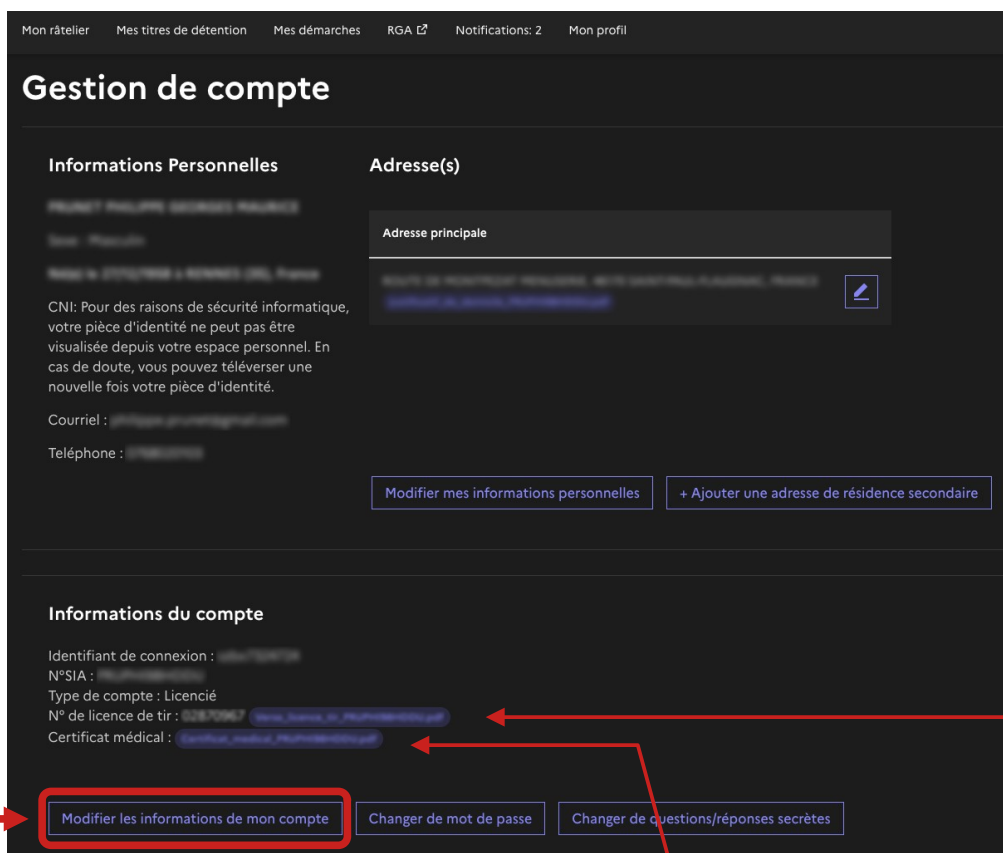 Mon râtelier Mes titres de détention Mes démarches RGA Notifications: 2 Mon profil
Gestion de compte
Informations Personnelles
Adresse(s)
Adresse principale
CNI: Pour des raisons de sécurité informatique,
votre pièce d'identité ne peut pas être
visualisée depuis votre espace personnel. En
cas de doute, vous pouvez téléverser une
nouvelle fois votre pièce d'identité.
Courriel :
Teléphone :
Modifier mes informations personnelles
+ Ajouter une adresse de résidence secondaire
Informations du compte
Identifiant de connexion :
N°SIA :
Type de compte : Licencié
N° de licence de tir :
Certificat médical :
Modifier les informations de mon compte
Changer de mot de passe
Changer de questions/réponses secrètes